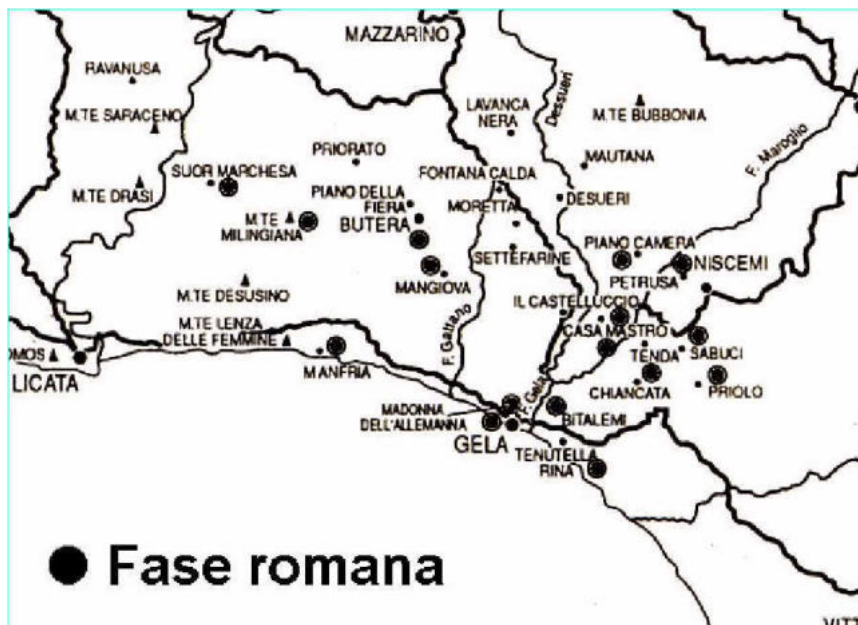 MAZZARINO
RAVANUSA
M.TE SARACENO
M.TE DRASI
SUOR MARCHESA
PRIORATO
LAVANCA
NERA
Dessueri
M.TE BUBBONIA
F. Maroglio
MAUTANA
FONTANA CALDA
PIANO DELLA
FIERA
MORETTA
DESUERI
M.TE
MILINGIANA
BUTERA
SETTEFARINE
PIANO CAMERA
NISCEMI
PETRUSA
M.TE DESUSINO
MANGIOVA
IL CASTELLUCCIO
M.TE LENZA
DELLE FEMMINE
F. Gattano
CASA MASTRO
TENDA
SABUCI
OMOS
LICATA
MANFRIA
F. Gela
CHIANCATA
PRIOLO
MADONNA
DELL'ALLEMANNA
BITALEMI
GELA
TENUTELLA
RINA
Fase romana
VITT